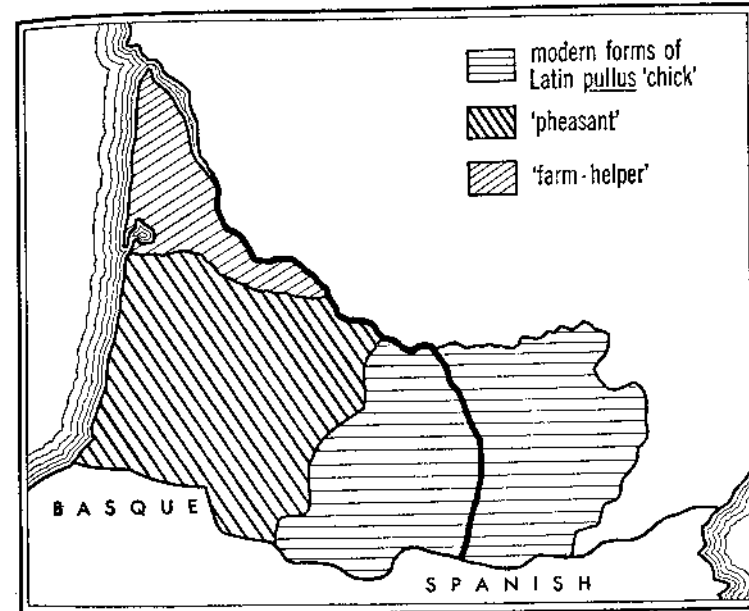 modern forms of
Latin pullus 'chick'
'pheasant'
'farm-helper'
BASQUE
SPANISH